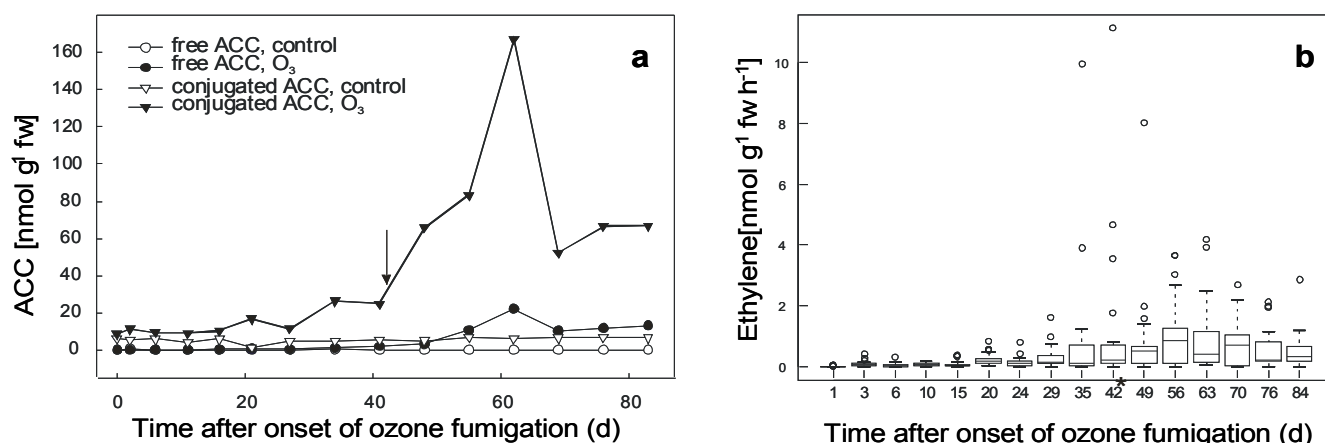 a
free ACC, control
free ACC, O₃
conjugated ACC, control
conjugated ACC, O₃
ACC [nmol g¹ fw]
160
140
120
100
80
60
40
20
0
0 20 40 60 80
Time after onset of ozone fumigation (d)
b
Ethylene[nmol g¹ fw h⁻¹]
10
8
6
4
2
0
1 3 6 10 15 20 24 29 35 42* 49 56 63 70 76 84
Time after onset of ozone fumigation (d)